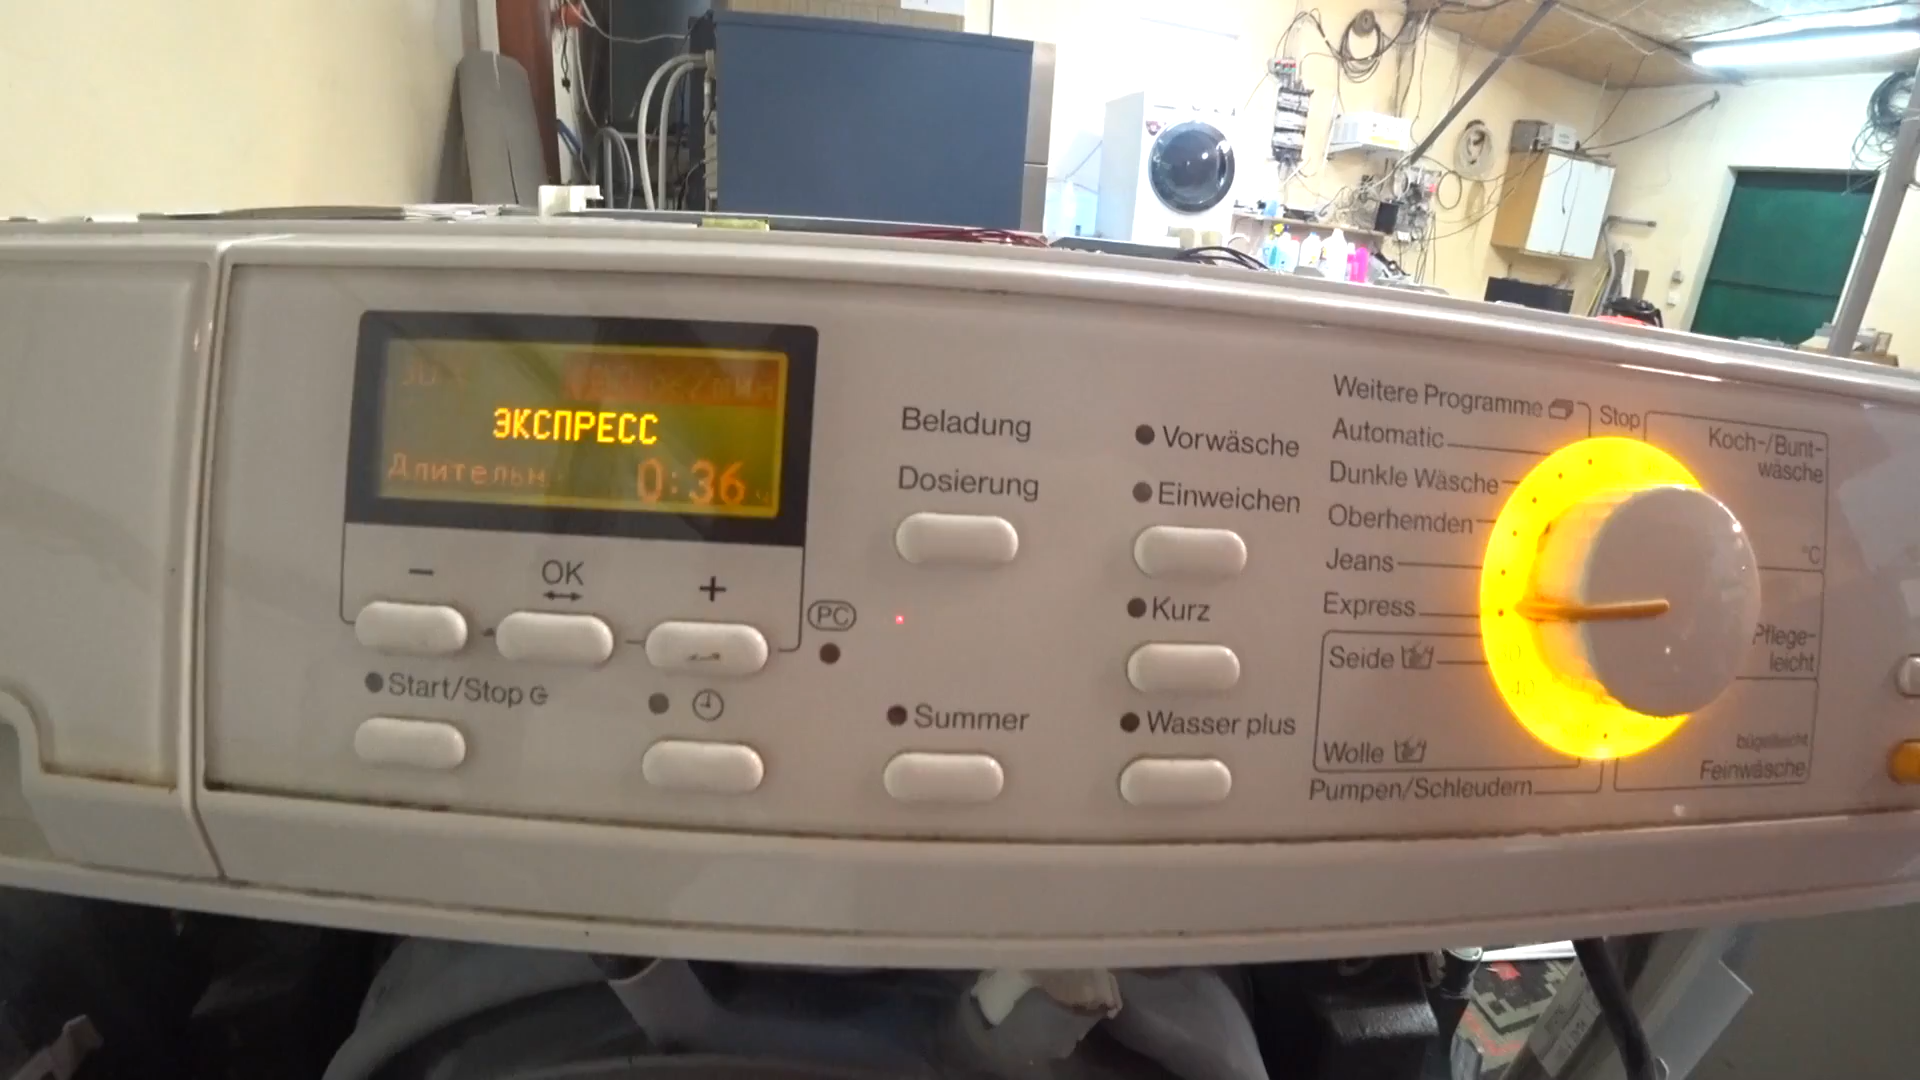 ЭКСПРЕСС
Длительн.
0:36
−
OK
+
PC
Start/Stop
Beladung
Dosierung
Summer
Vorwäsche
Einweichen
Kurz
Wasser plus
Weitere Programme
Automatic
Dunkle Wäsche
Oberhemden
Jeans
Express
Seide
Wolle
Pumpen/Schleudern
Stop
Koch-/Bunt-
wäsche
°C
Pflege-
leicht
bügelleicht
Feinwäsche